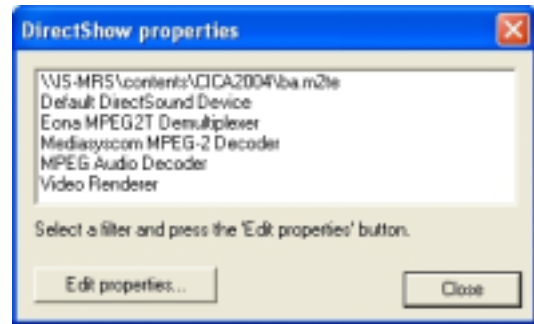 DirectShow properties
\\JS-MRS\contents\CICA2004\ba.m2te
Default DirectSound Device
Eona MPEG2T Demultiplexer
Mediasyscom MPEG-2 Decoder
MPEG Audio Decoder
Video Renderer
Select a filter and press the 'Edit properties' button.
Edit properties...
Close